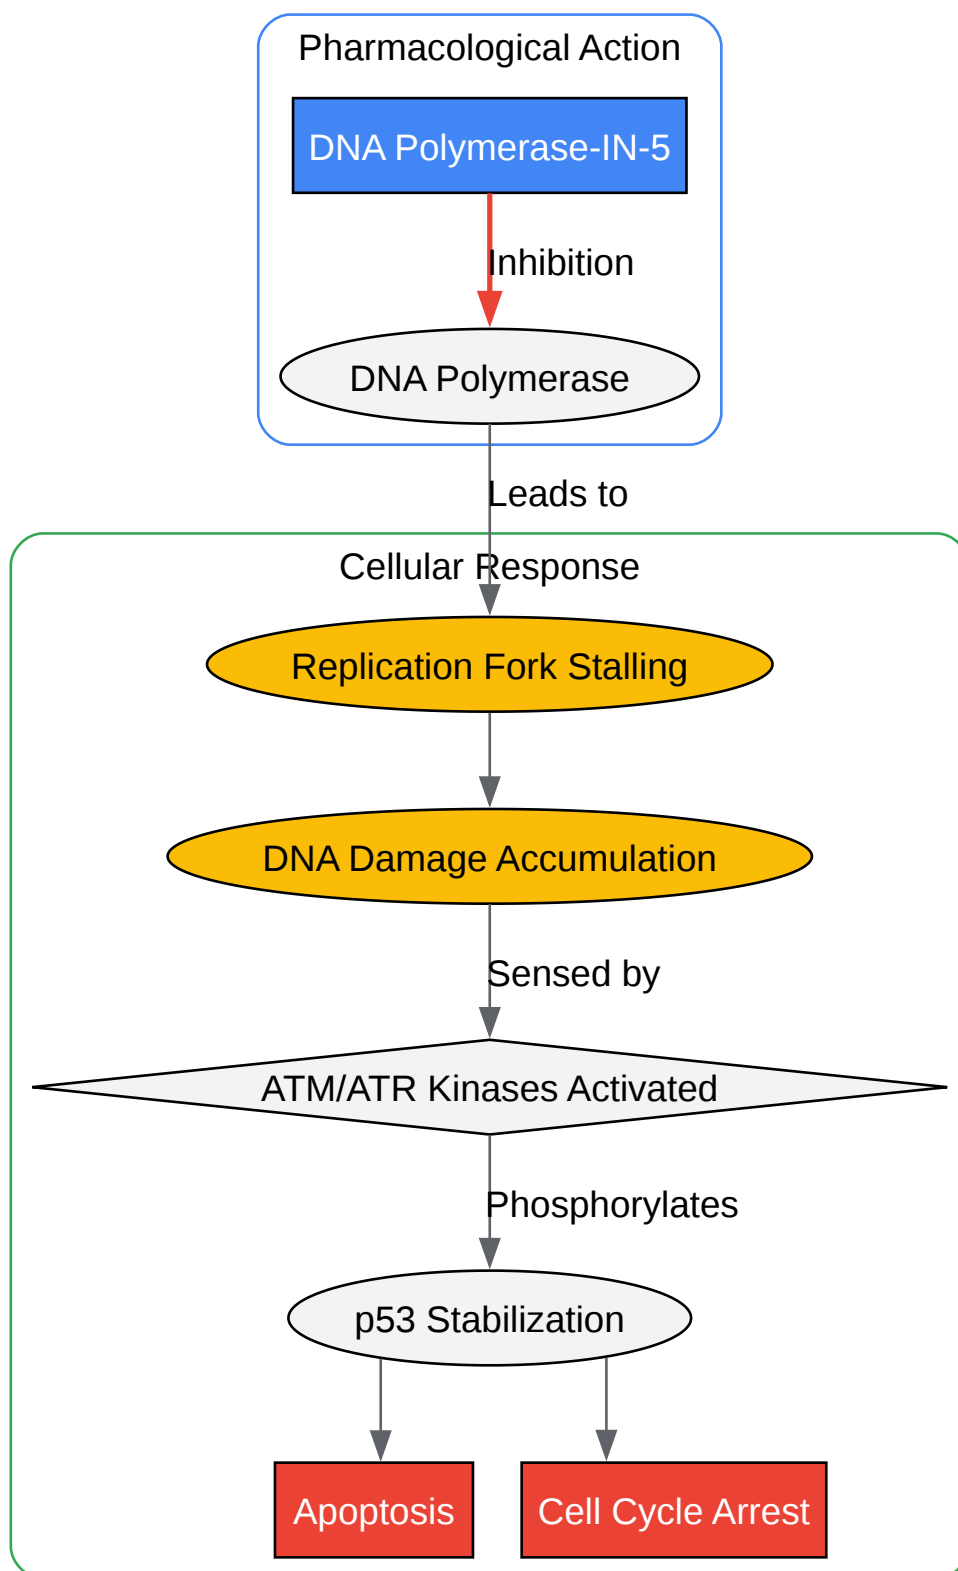 Pharmacological Action
DNA Polymerase-IN-5
Inhibition
DNA Polymerase
Leads to
Cellular Response
Replication Fork Stalling
DNA Damage Accumulation
Sensed by
ATM/ATR Kinases Activated
Phosphorylates
p53 Stabilization
Apoptosis
Cell Cycle Arrest